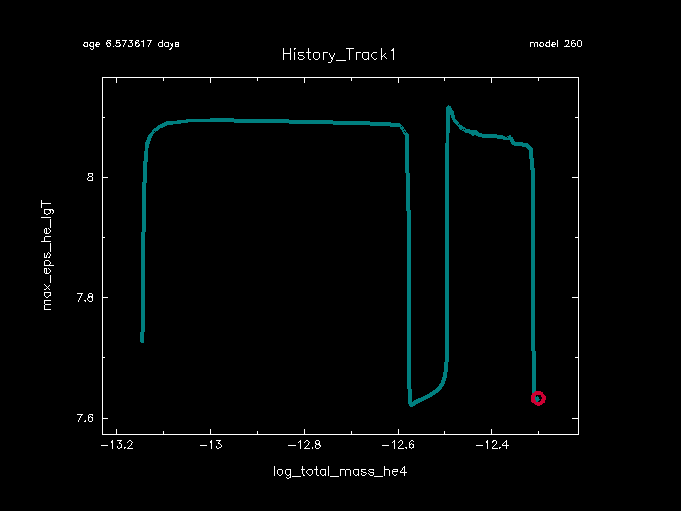 age 6.573617 days
model 260
History_Track1
8
7.8
7.6
max_eps_he_lgT
−13.2
−13
−12.8
−12.6
−12.4
log_total_mass_he4